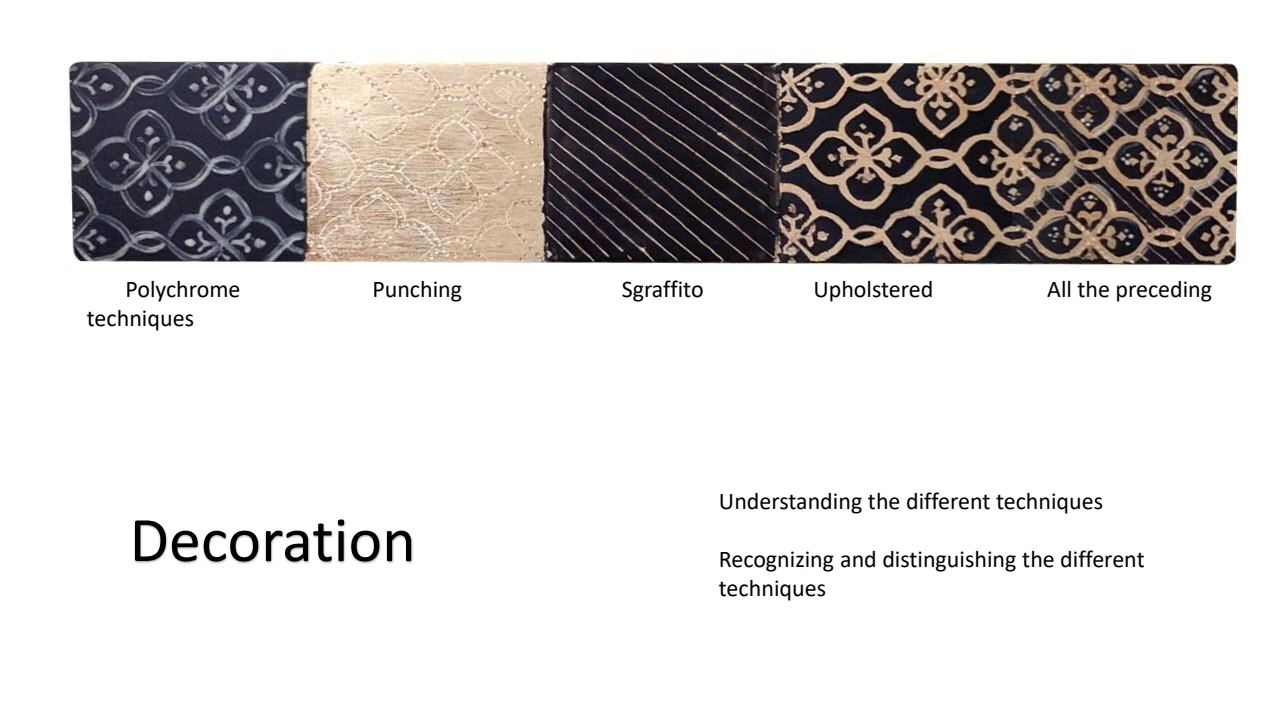 Polychrome Punching Sgraffito Upholstered All the preceding
techniques
Decoration
Understanding the different techniques
Recognizing and distinguishing the different
techniques